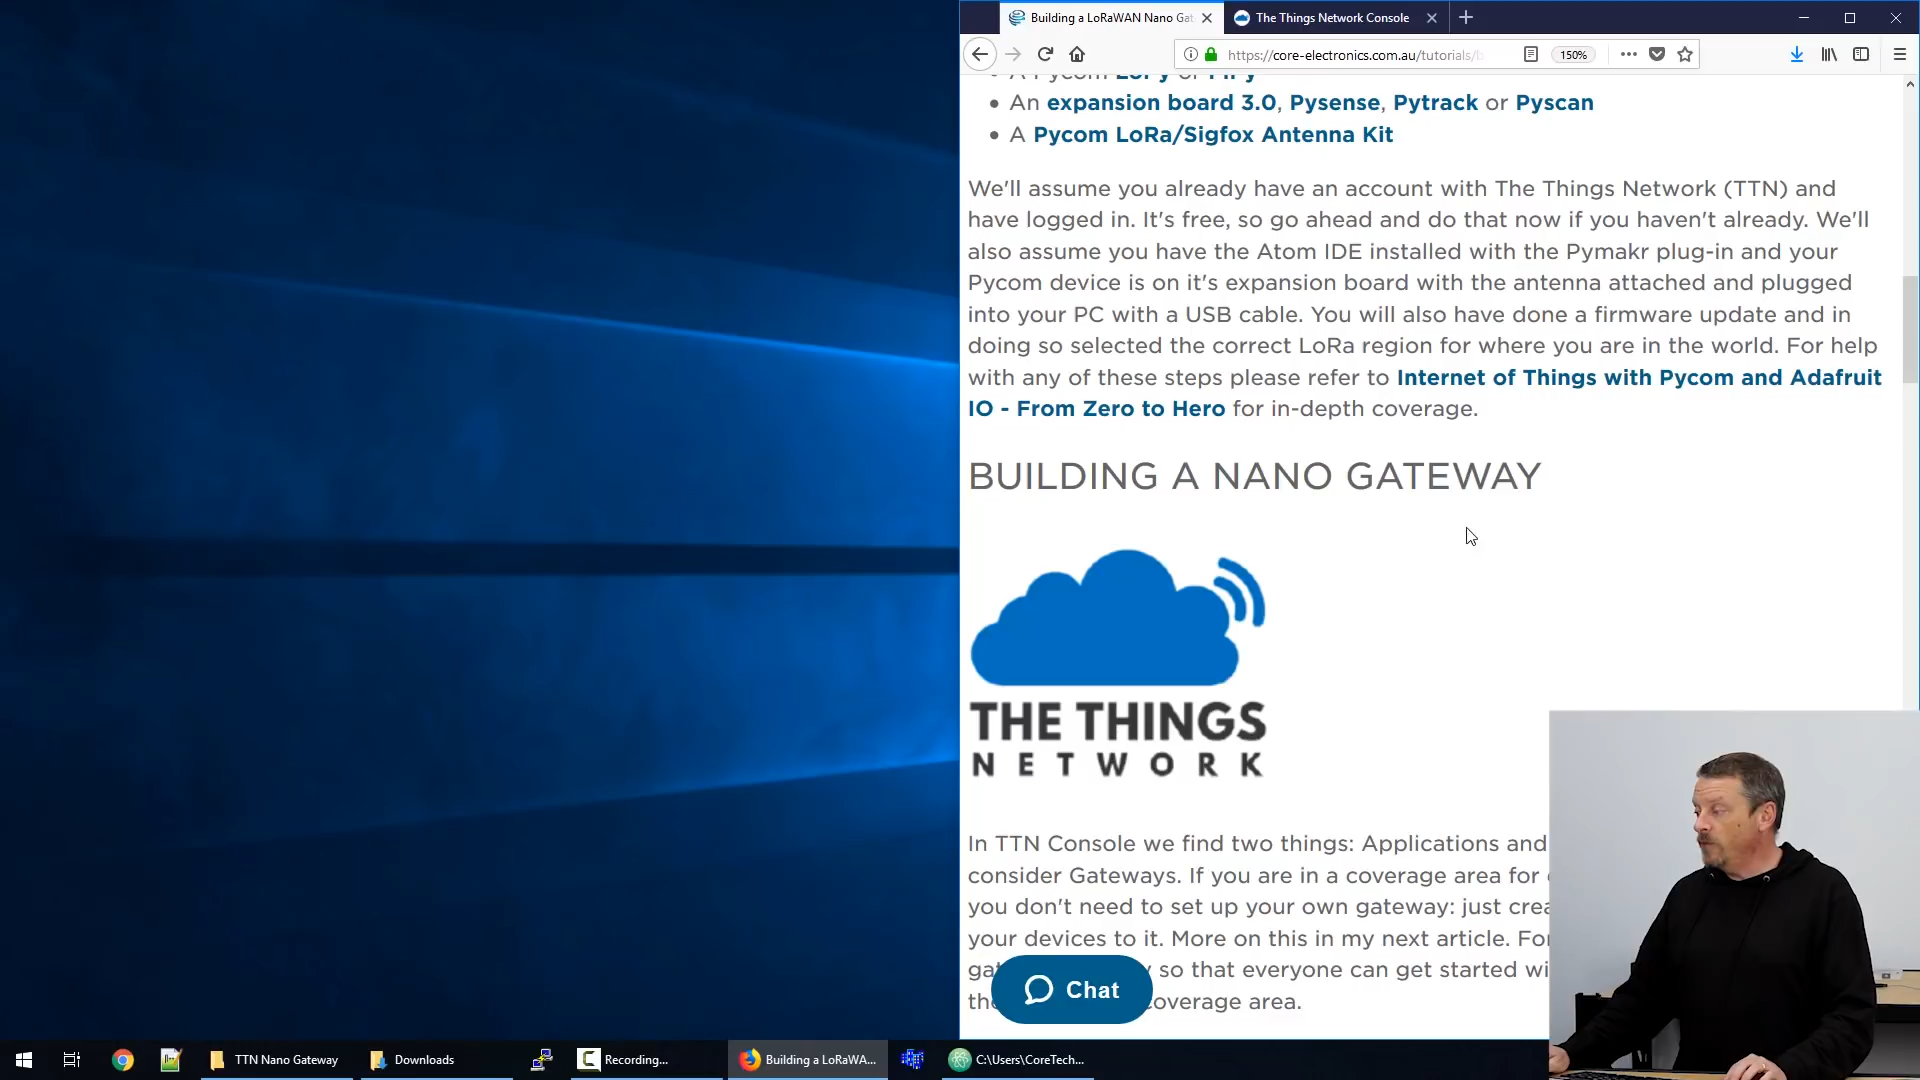 Building a LoRaWAN Nano Gat
The Things Network Console
https://core-electronics.com.au/tutorials/b
150%
A Pycom LoPy or FiPy
An expansion board 3.0, Pysense, Pytrack or Pyscan
A Pycom LoRa/Sigfox Antenna Kit
We'll assume you already have an account with The Things Network (TTN) and
have logged in. It's free, so go ahead and do that now if you haven't already. We'll
also assume you have the Atom IDE installed with the Pymakr plug-in and your
Pycom device is on it's expansion board with the antenna attached and plugged
into your PC with a USB cable. You will also have done a firmware update and in
doing so selected the correct LoRa region for where you are in the world. For help
with any of these steps please refer to Internet of Things with Pycom and Adafruit
IO - From Zero to Hero for in-depth coverage.
BUILDING A NANO GATEWAY
THE THINGS
NETWORK
In TTN Console we find two things: Applications and
consider Gateways. If you are in a coverage area for
you don't need to set up your own gateway: just crea
your devices to it. More on this in my next article. For
so that everyone can get started wi
coverage area.
Chat
TTN Nano Gateway
Downloads
Recording...
Building a LoRaWA...
C:\Users\CoreTech...